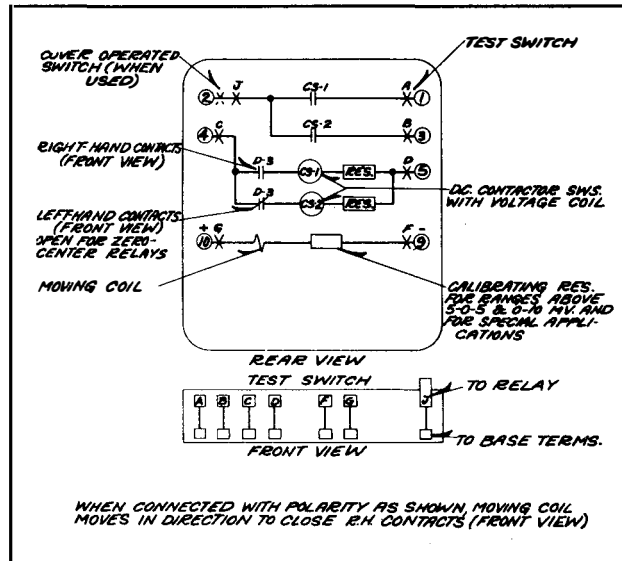 COVER OPERATED
SWITCH (WHEN
USED)
TEST SWITCH
2 J CS-1 A 1
4 C CS-2 B 3
RIGHT HAND CONTACTS
(FRONT VIEW)
D-3 CS-1 RES. D 5
D-3 CS-2 RES.
D.C. CONTACTOR SWS.
WITH VOLTAGE COIL
LEFT HAND CONTACTS
(FRONT VIEW)
OPEN FOR ZERO-
CENTER RELAYS
+ G F -
10 9
MOVING COIL
CALIBRATING RES.
FOR RANGES ABOVE
5-0-5 & 0-10 MV. AND
FOR SPECIAL APPLI-
CATIONS
REAR VIEW
TEST SWITCH
A B C D F G J
TO RELAY
TO BASE TERMS.
FRONT VIEW
WHEN CONNECTED WITH POLARITY AS SHOWN, MOVING COIL
MOVES IN DIRECTION TO CLOSE R.H. CONTACTS (FRONT VIEW)